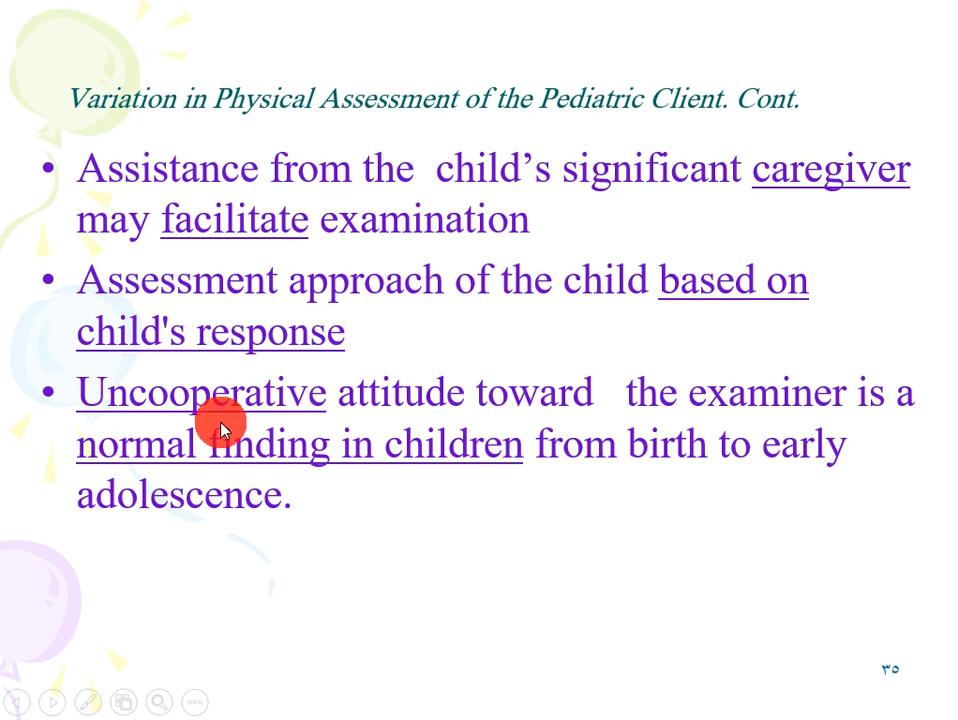 Variation in Physical Assessment of the Pediatric Client. Cont.
• Assistance from the child’s significant caregiver
may facilitate examination
• Assessment approach of the child based on
child's response
• Uncooperative attitude toward the examiner is a
normal finding in children from birth to early
adolescence.
٣٥